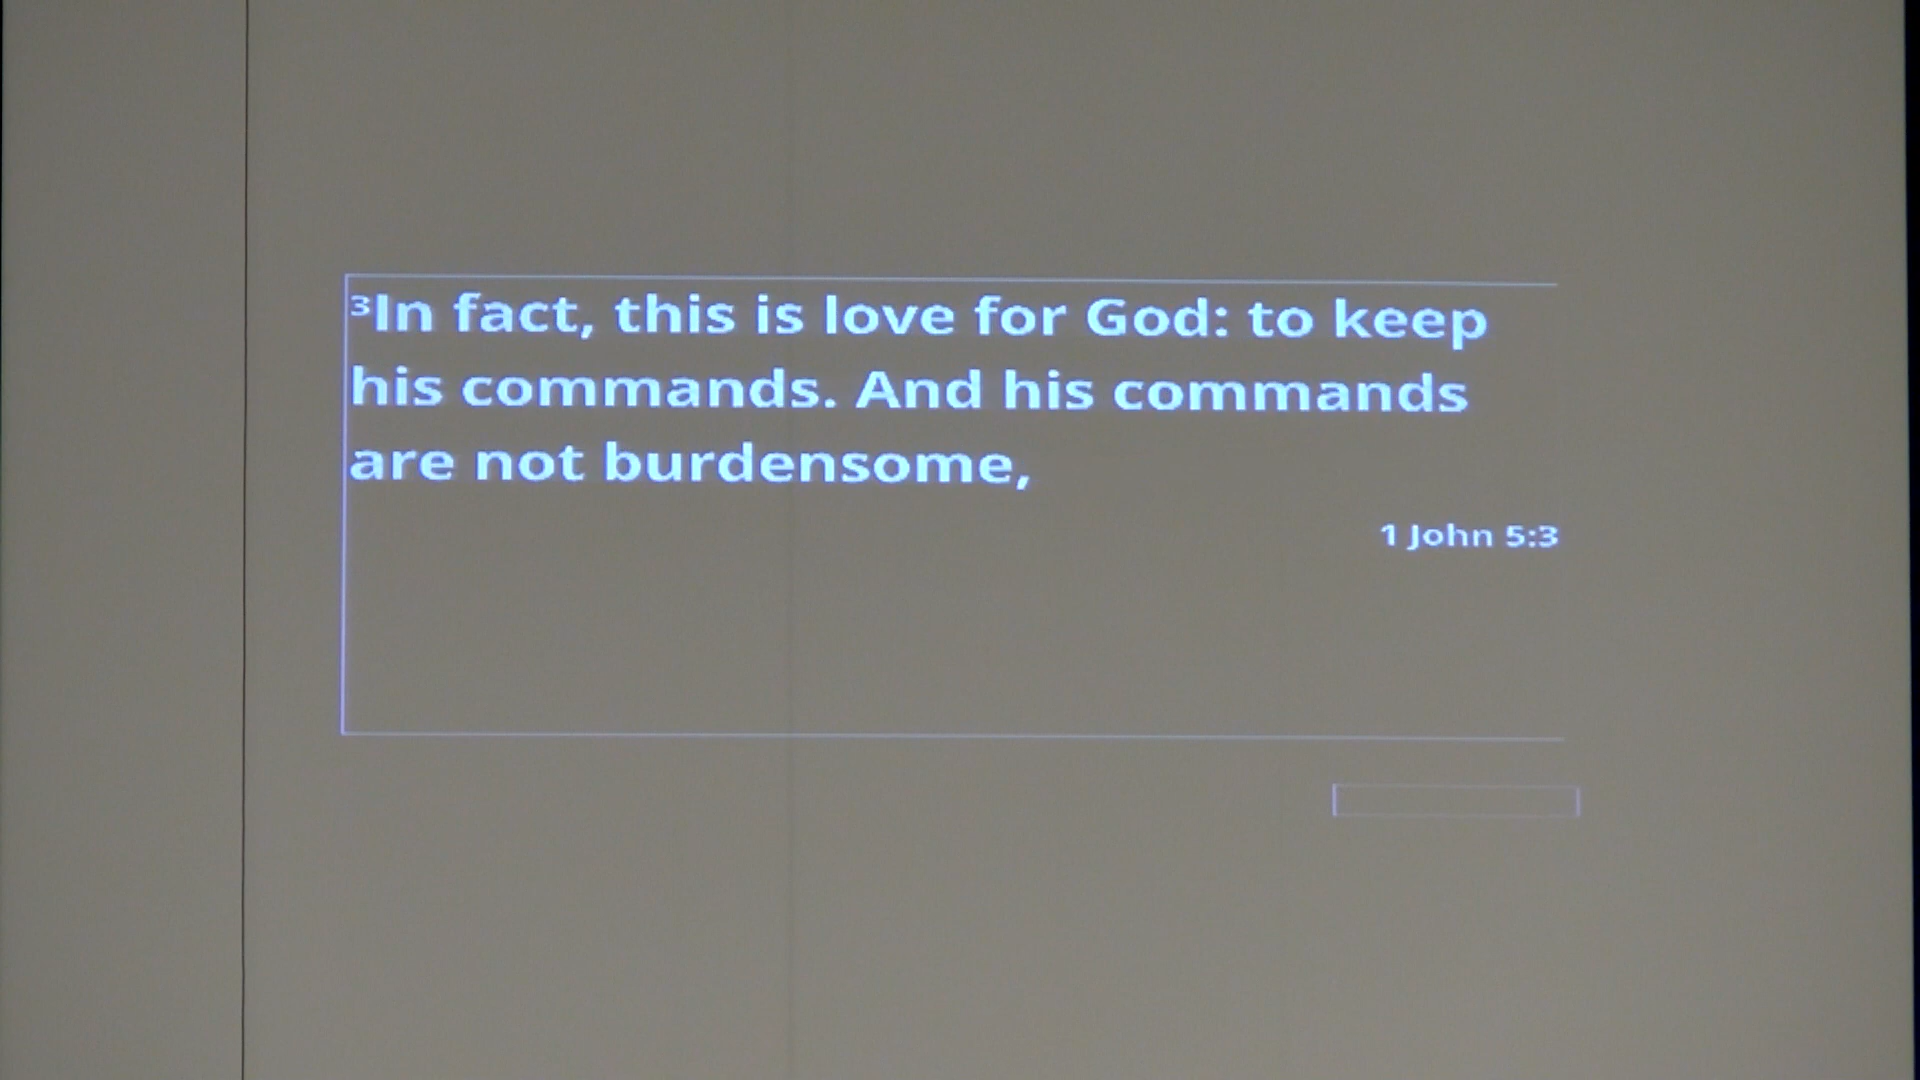 ³In fact, this is love for God: to keep
his commands. And his commands
are not burdensome,
1 John 5:3